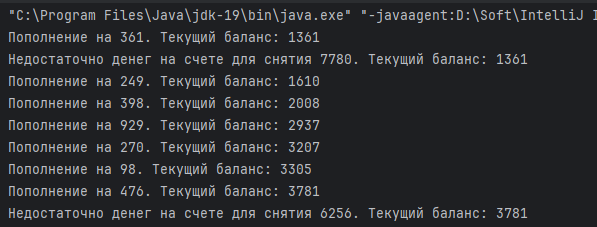 "C:\Program Files\Java\jdk-19\bin\java.exe" "-javaagent:D:\Soft\IntelliJ I
Пополнение на 361. Текущий баланс: 1361
Недостаточно денег на счете для снятия 7780. Текущий баланс: 1361
Пополнение на 249. Текущий баланс: 1610
Пополнение на 398. Текущий баланс: 2008
Пополнение на 929. Текущий баланс: 2937
Пополнение на 270. Текущий баланс: 3207
Пополнение на 98. Текущий баланс: 3305
Пополнение на 476. Текущий баланс: 3781
Недостаточно денег на счете для снятия 6256. Текущий баланс: 3781